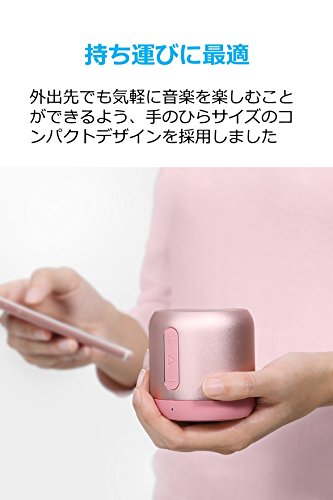 持ち運びに最適
外出先でも気軽に音楽を楽しむこと
ができるよう、手のひらサイズのコ
ンパクトデザインを採用しました